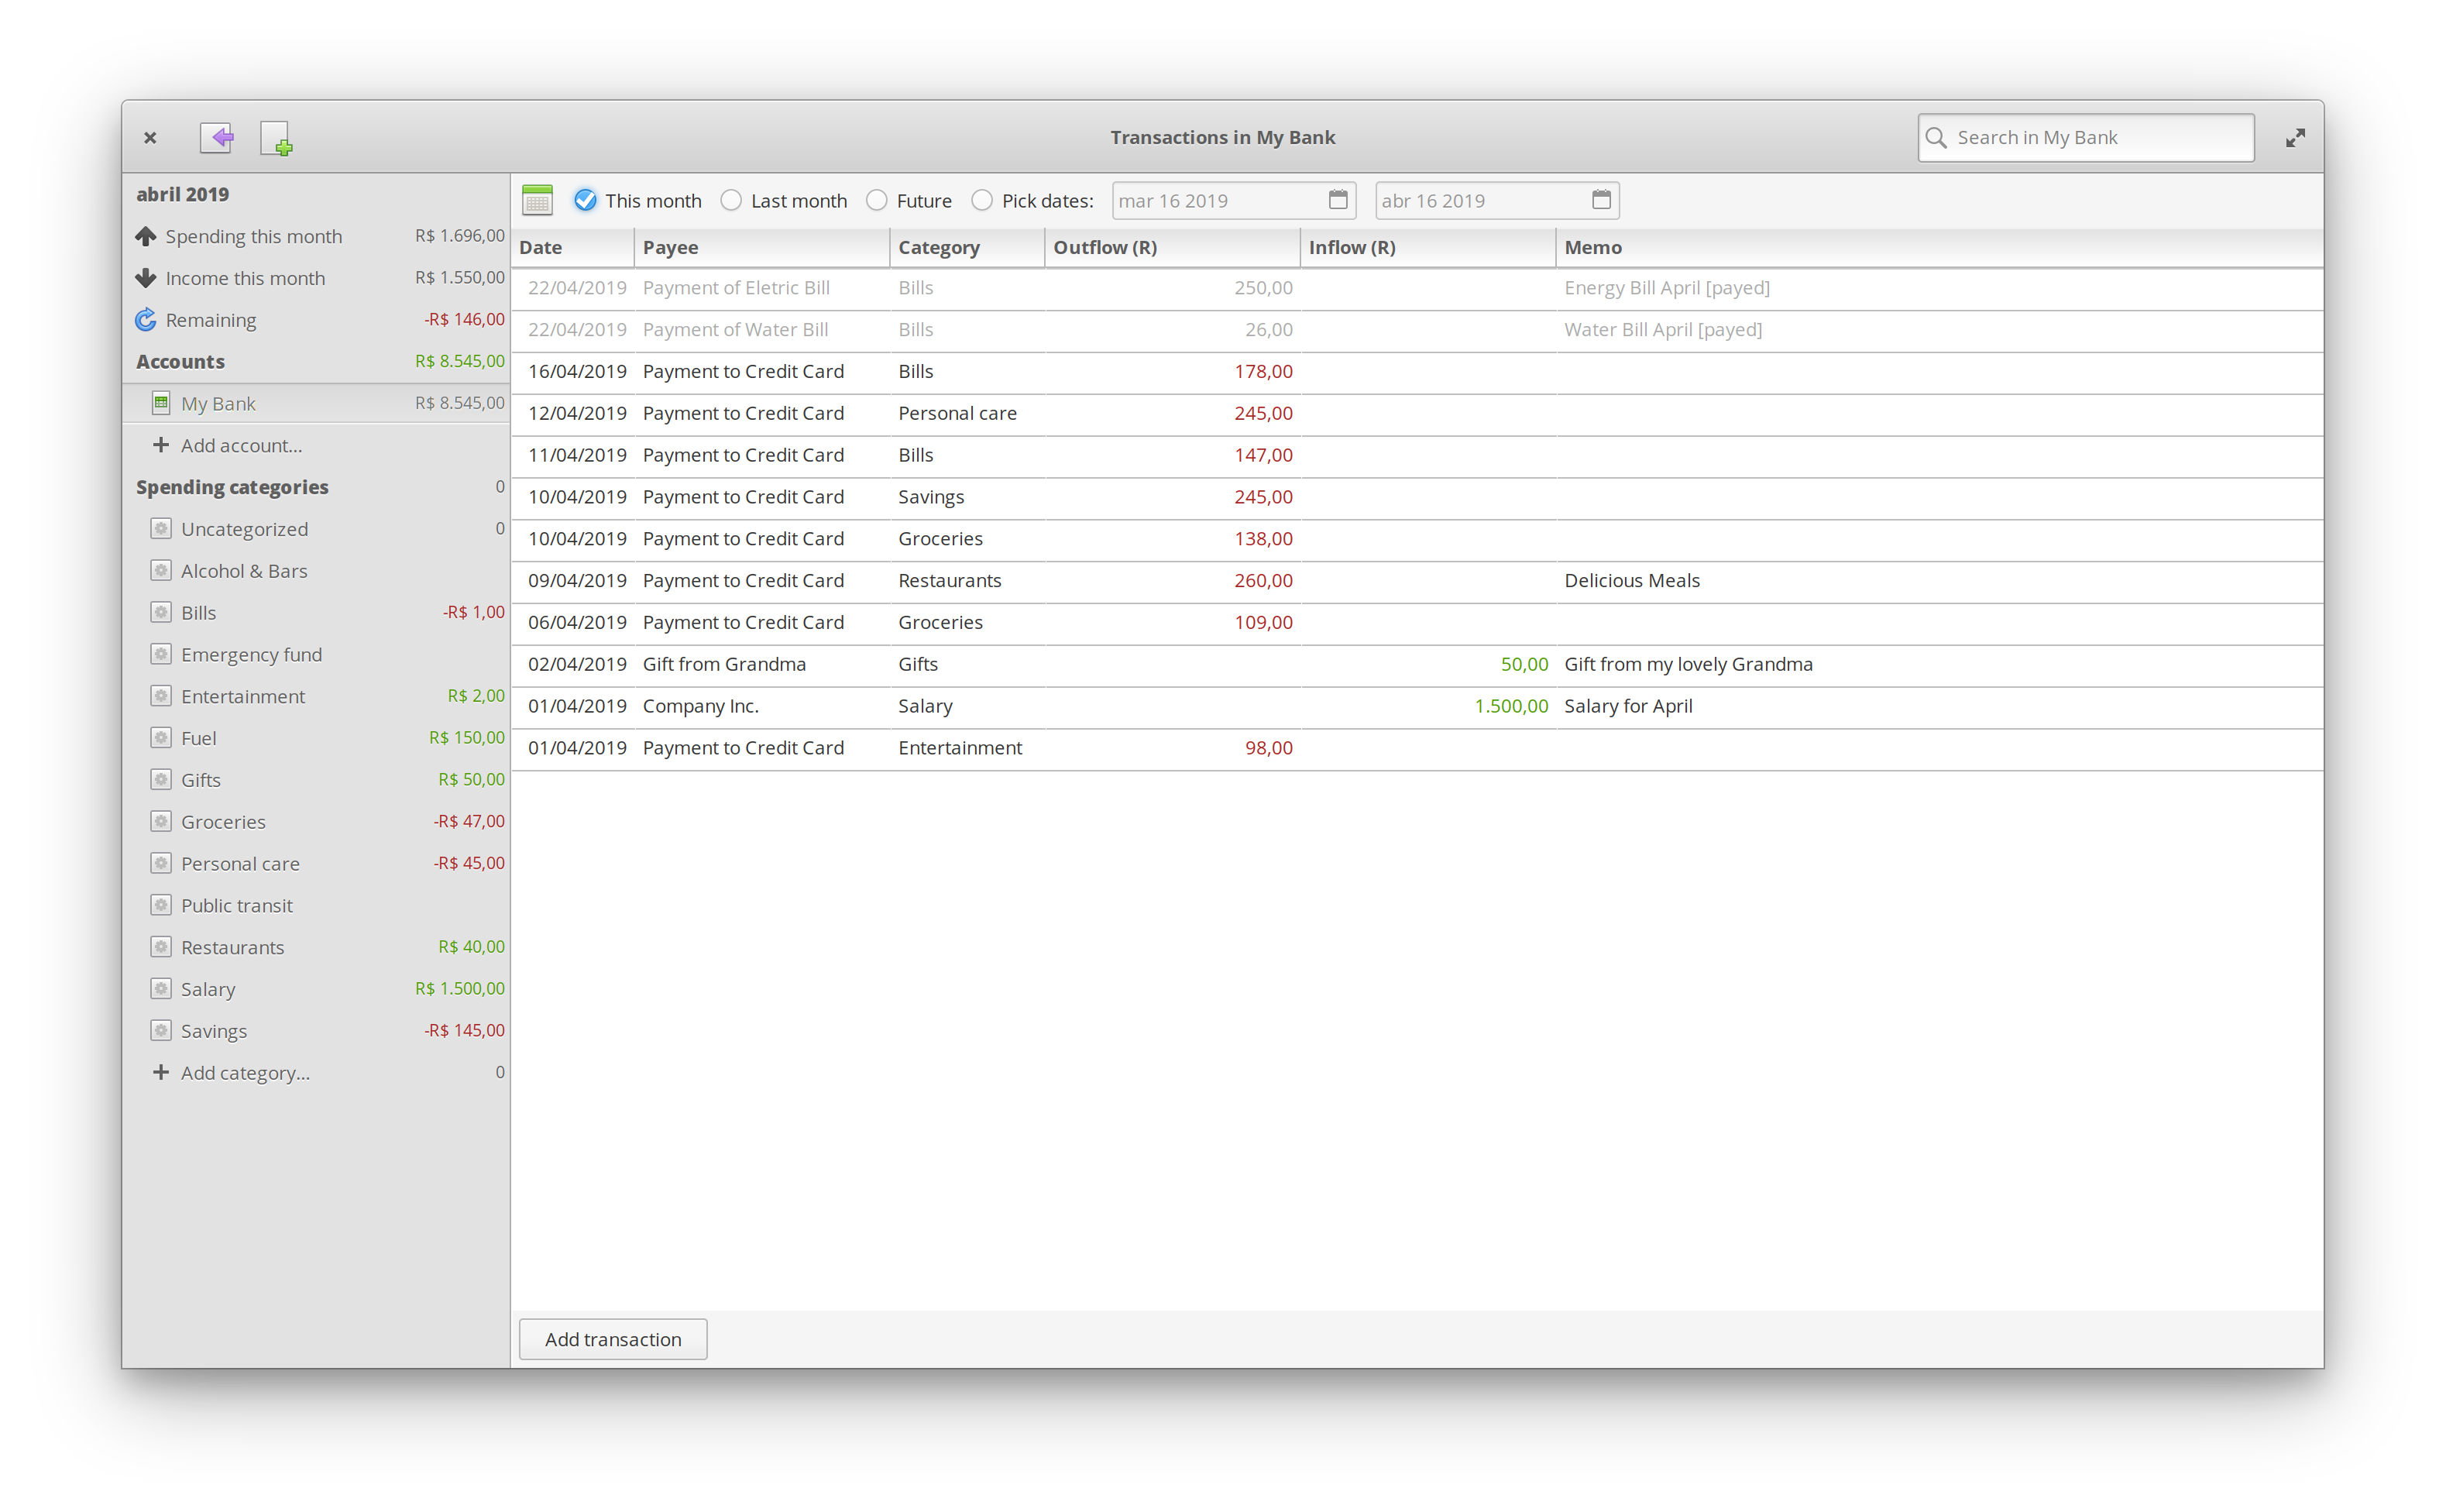 Transactions in My Bank
Search in My Bank
abril 2019
Spending this month R$ 1.696,00
Income this month R$ 1.550,00
Remaining -R$ 146,00
Accounts R$ 8.545,00
My Bank R$ 8.545,00
Add account...
Spending categories 0
Uncategorized 0
Alcohol & Bars
Bills -R$ 1,00
Emergency fund
Entertainment R$ 2,00
Fuel R$ 150,00
Gifts R$ 50,00
Groceries -R$ 47,00
Personal care -R$ 45,00
Public transit
Restaurants R$ 40,00
Salary R$ 1.500,00
Savings -R$ 145,00
Add category... 0
This month Last month Future Pick dates: mar 16 2019 abr 16 2019
Date Payee Category Outflow (R) Inflow (R) Memo
22/04/2019 Payment of Eletric Bill Bills 250,00 Energy Bill April [payed]
22/04/2019 Payment of Water Bill Bills 26,00 Water Bill April [payed]
16/04/2019 Payment to Credit Card Bills 178,00
12/04/2019 Payment to Credit Card Personal care 245,00
11/04/2019 Payment to Credit Card Bills 147,00
10/04/2019 Payment to Credit Card Savings 245,00
10/04/2019 Payment to Credit Card Groceries 138,00
09/04/2019 Payment to Credit Card Restaurants 260,00 Delicious Meals
06/04/2019 Payment to Credit Card Groceries 109,00
02/04/2019 Gift from Grandma Gifts 50,00 Gift from my lovely Grandma
01/04/2019 Company Inc. Salary 1.500,00 Salary for April
01/04/2019 Payment to Credit Card Entertainment 98,00
Add transaction